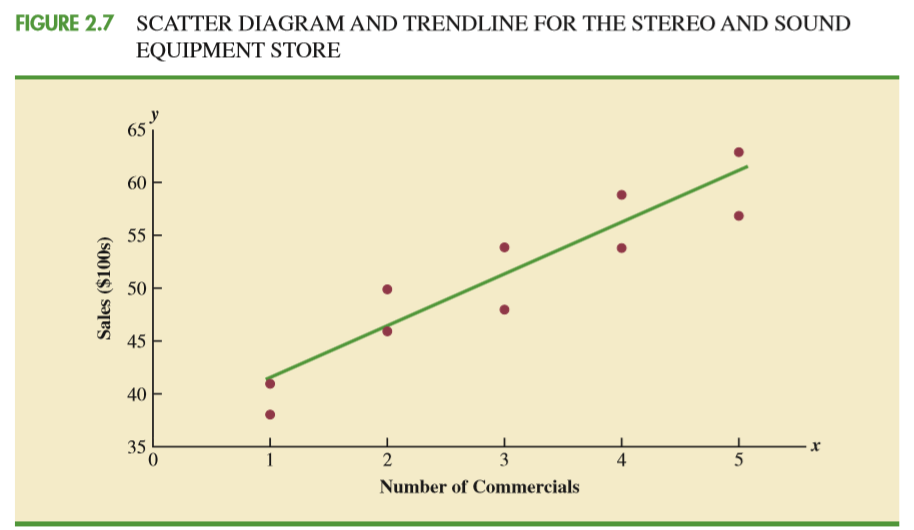 FIGURE 2.7 SCATTER DIAGRAM AND TRENDLINE FOR THE STEREO AND SOUND
EQUIPMENT STORE
y
65
60
55
50
45
40
35
Sales ($100s)
0 1 2 3 4 5
x
Number of Commercials